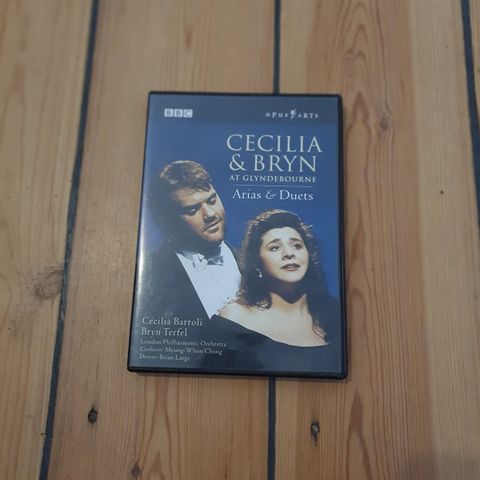 BBC
OPUS ARTE
CECILIA
& BRYN
AT GLYNDEBOURNE
Arias & Duets
Cecilia Bartoli
Bryn Terfel
London Philharmonic Orchestra
Conductor Myung-Whun Chung
Director Brian Large